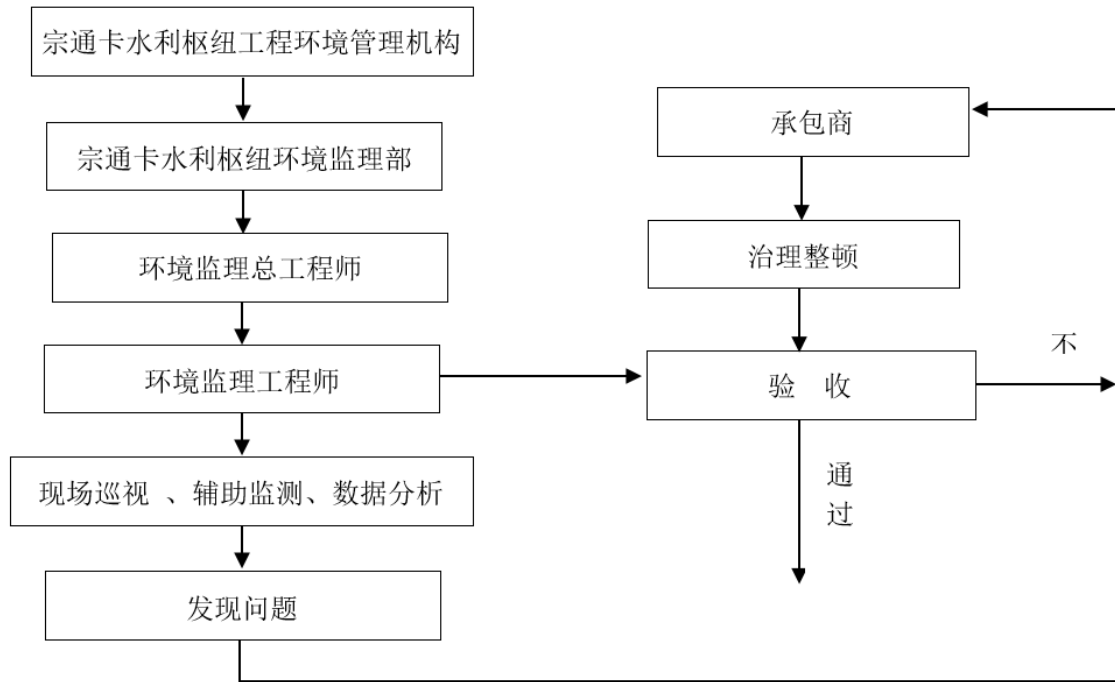 宗通卡水利枢纽工程环境管理机构
宗通卡水利枢纽环境监理部
环境监理总工程师
环境监理工程师
现场巡视 、辅助监测、数据分析
发现问题
承包商
治理整顿
验 收
不
通
过